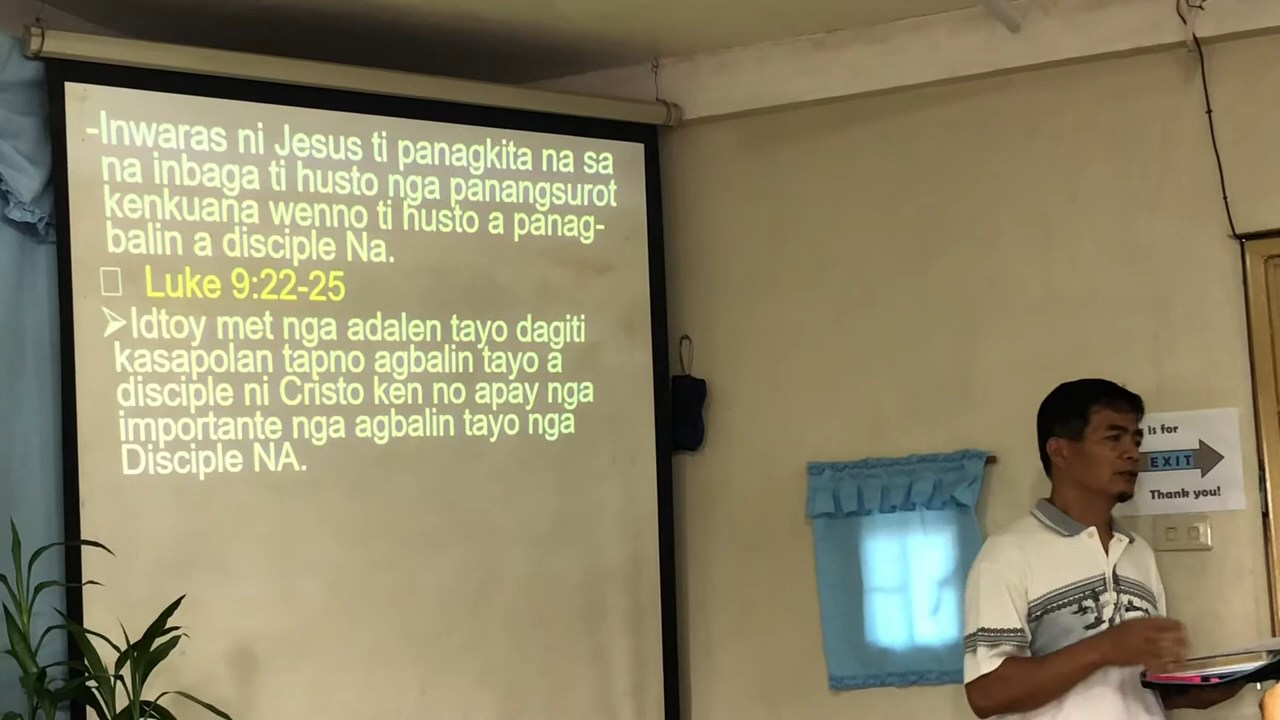 -Inwaras ni Jesus ti panagkita na sa
na inbaga ti husto nga panangsurot
kenkuana wenno ti husto a panag-
balin a disciple Na.
Luke 9:22-25
➤Idtoy met nga adalen tayo dagiti
kasapolan tapno agbalin tayo a
disciple ni Cristo ken no apay nga
importante nga agbalin tayo nga
Disciple NA.
is for
EXIT
Thank you!